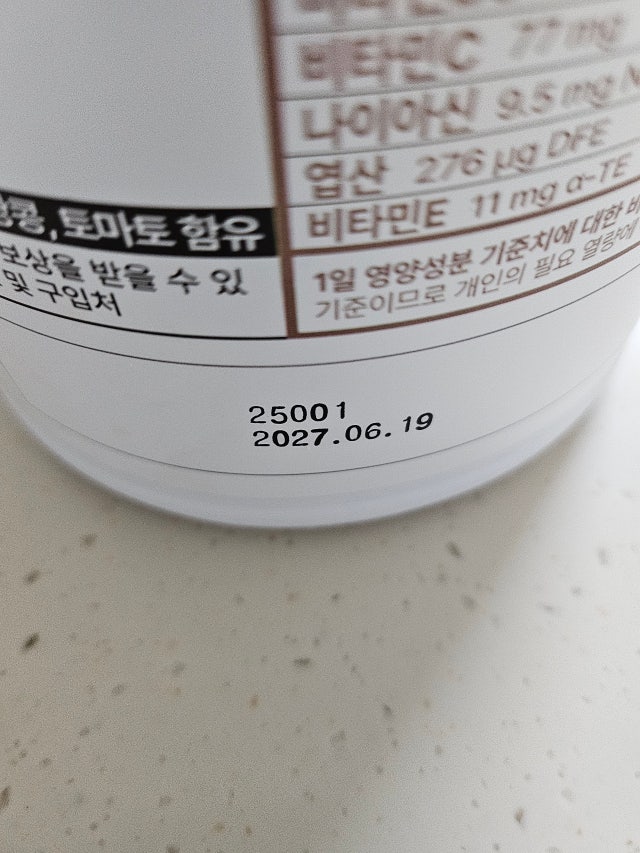 비타민C 77 mg
나이아신 9.5 mg
엽산 276 µg DFE
비타민E 11 mg α-TE
, 토마토 함유
보상을 받을 수 있
및 구입처
1일 영양성분 기준치에 대한 비
기준이므로 개인의 필요 열량에
25001
2027.06.19